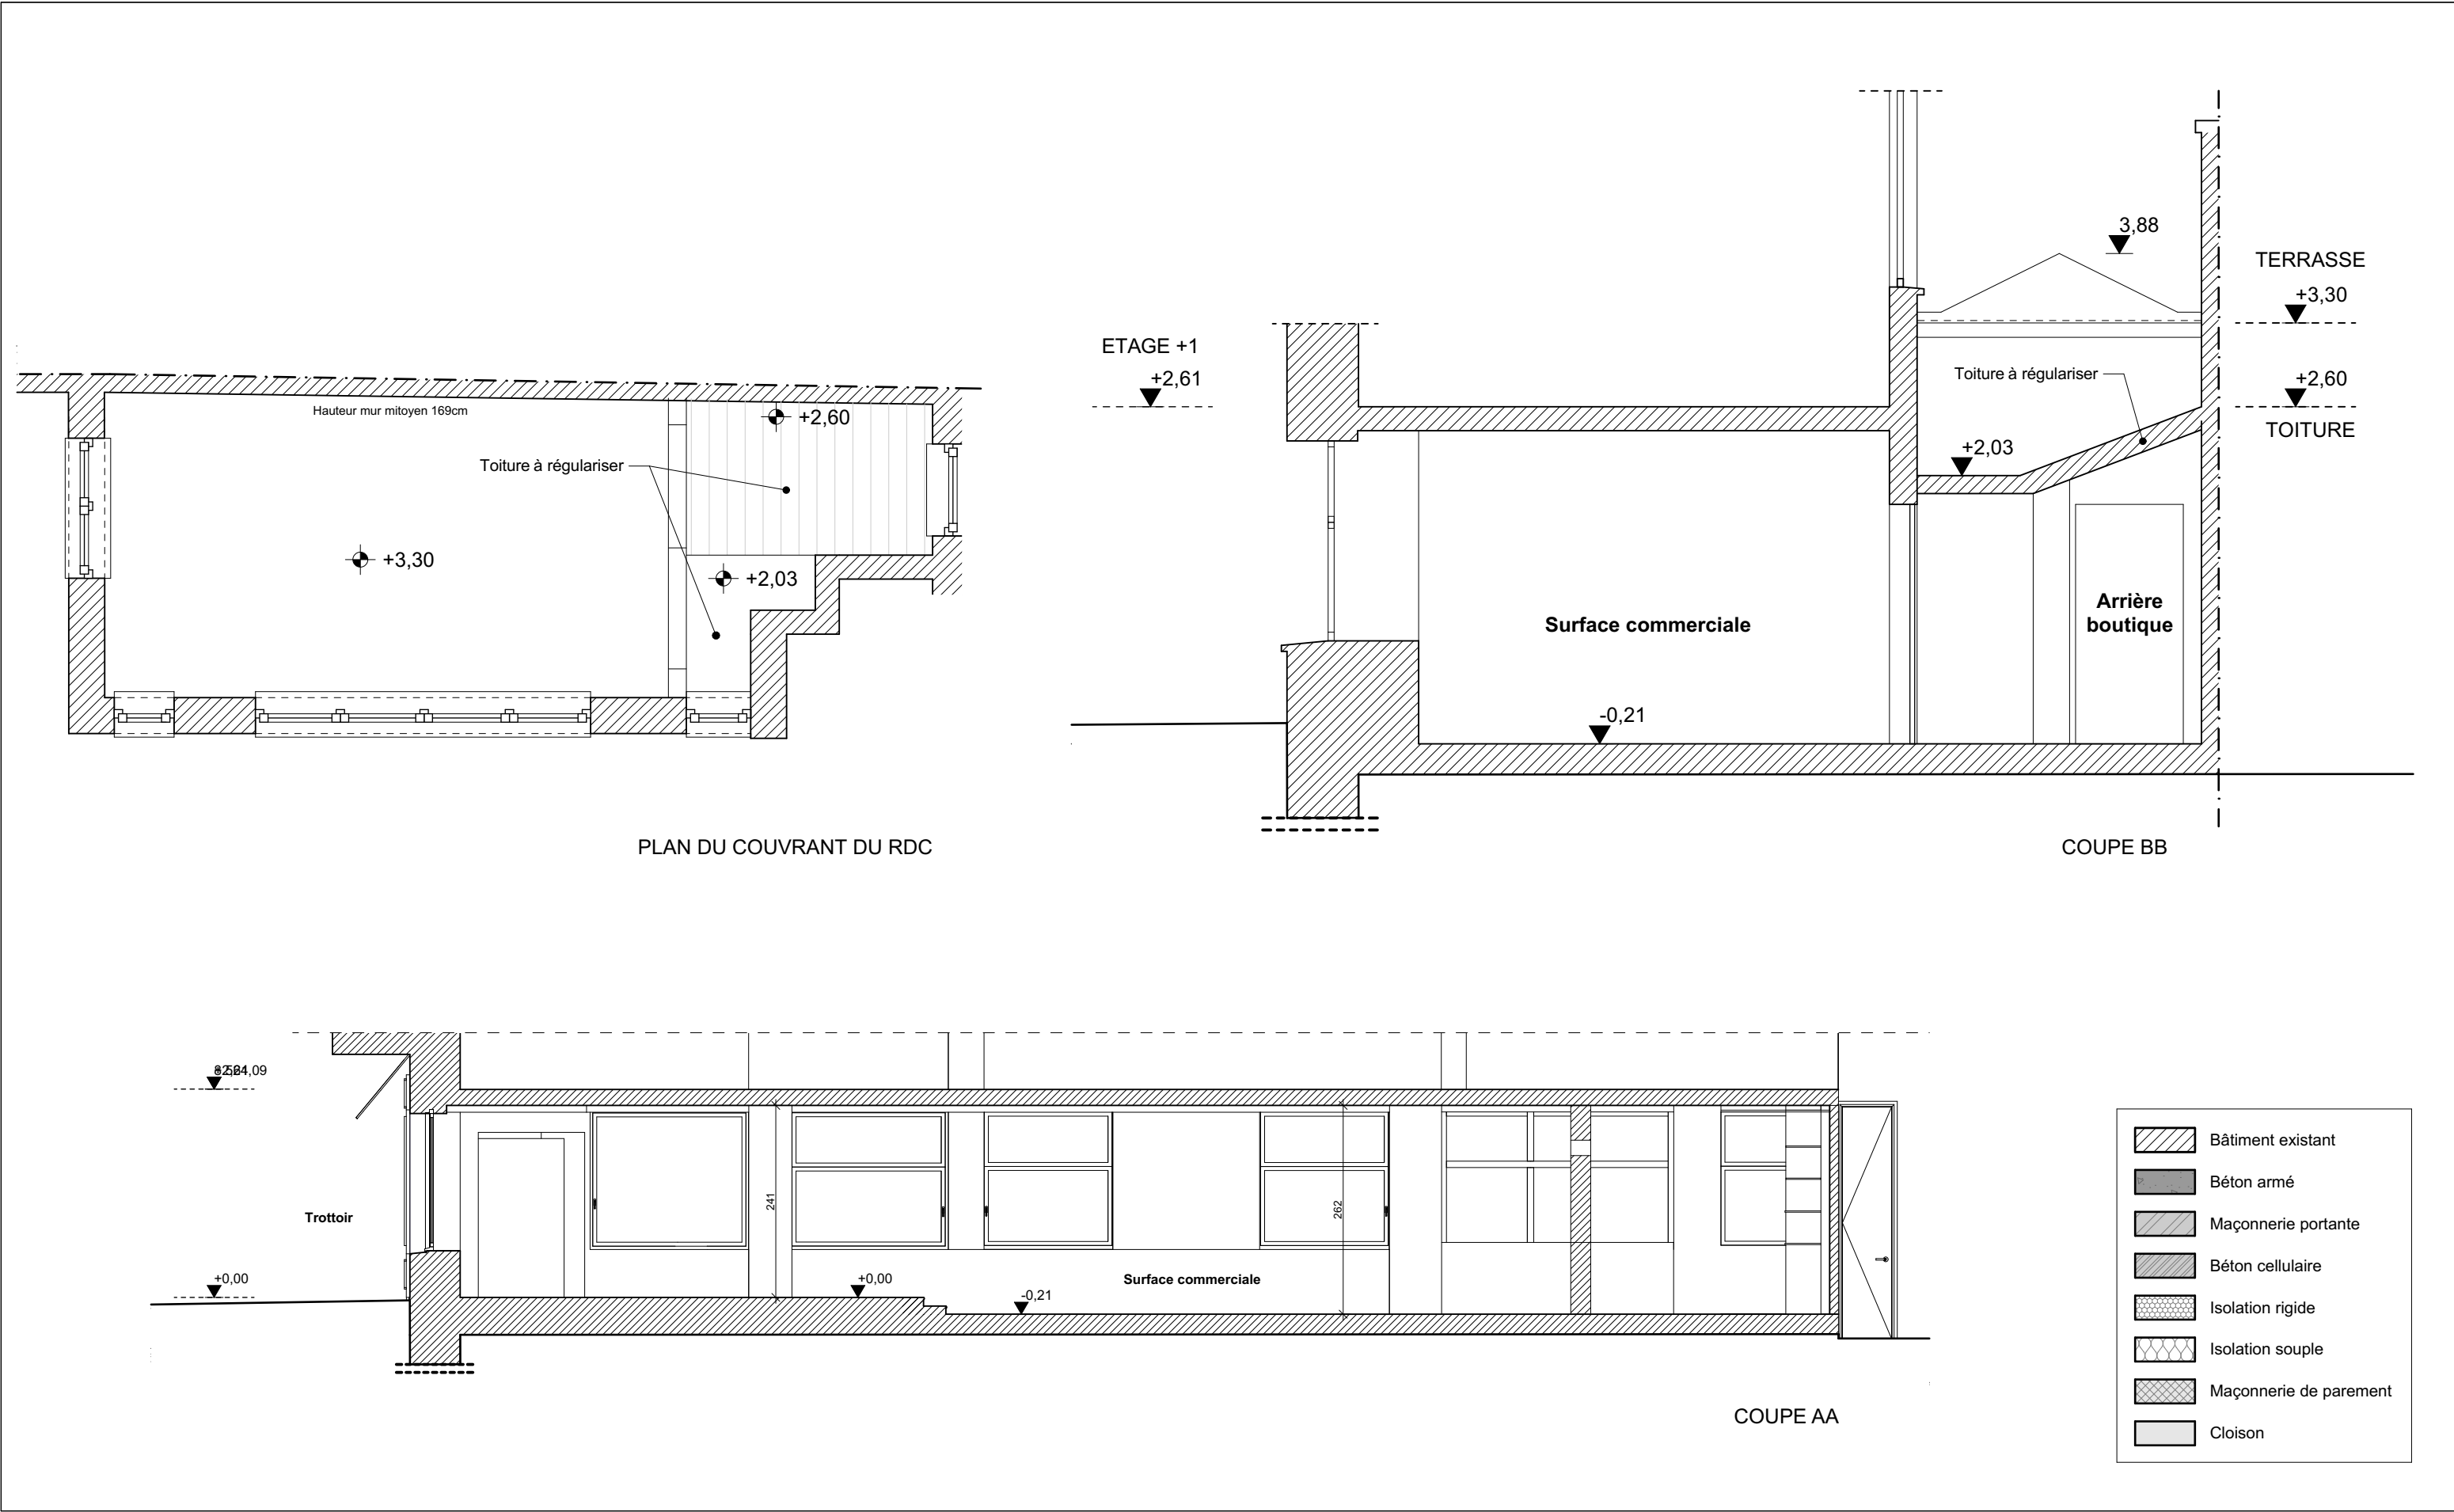 3,88
TERRASSE
+3,30
ETAGE +1
+2,61
Toiture à régulariser
+2,60
TOITURE
+2,03
Hauteur mur mitoyen 169cm
+2,60
Toiture à régulariser
+3,30
+2,03
Surface commerciale
Arrière
boutique
-0,21
PLAN DU COUVRANT DU RDC
COUPE BB
Trottoir
+0,00
241
+0,00
-0,21
Surface commerciale
262
COUPE AA
Bâtiment existant
Béton armé
Maçonnerie portante
Béton cellulaire
Isolation rigide
Isolation souple
Maçonnerie de parement
Cloison